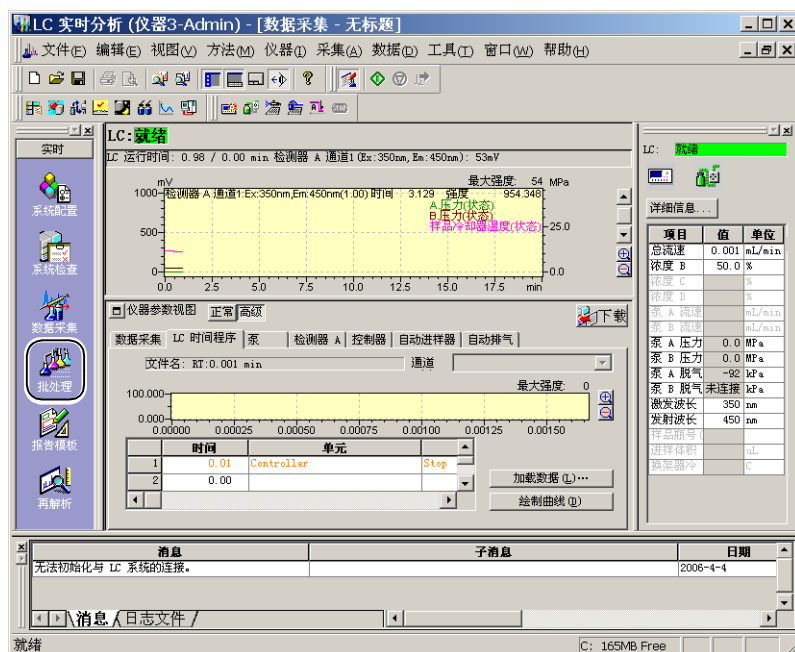 LC 实时分析 (仪器3-Admin) - [数据采集 - 无标题]
文件(F) 编辑(E) 视图(V) 方法(M) 仪器(I) 采集(A) 数据(D) 工具(T) 窗口(W) 帮助(H)
实时
系统配置
系统检查
数据采集
批处理
报告模板
再解析
LC:就绪
LC 运行时间: 0.98 / 0.00 min 检测器 A 通道1(Ex:350nm,Em:450nm): 53mV
最大强度: 54 MPa
mV
1000
检测器 A 通道1:Ex:350nm,Em:450nm(1.00) 时间 3.129 强度 954.348
A.压力(状态)
B.压力(状态)
样品冷却器温度(状态)
500
25.0
0
0.0
0.0 2.5 5.0 7.5 10.0 12.5 15.0 17.5 min
仪器参数视图 正常 高级 下载
数据采集 LC 时间程序 泵 检测器 A 控制器 自动进样器 自动排气
文件名: RT:0.001 min 通道
最大强度: 0
100.000
0.000
0.00000 0.00025 0.00050 0.00075 0.00100 0.00125 0.00150
时间 单元
1 0.01 Controller Stop
2 0.00
加载数据(L)…
绘制曲线(D)
LC: 就绪
详细信息...
项目 值 单位
总流速 0.001 mL/min
浓度 B 50.0 %
浓度 C %
浓度 D %
泵 A 流速 mL/min
泵 B 流速 mL/min
泵 A 压力 0.0 MPa
泵 B 压力 0.0 MPa
泵 A 脱气 -92 kPa
泵 B 脱气 未连接 kPa
激发波长 350 nm
发射波长 450 nm
样品瓶号(
进样体积 uL
换架器冷 C
消息 子消息 日期
无法初始化与 LC 系统的连接。 2006-4-4
消息 日志文件
就绪 C: 165MB Free